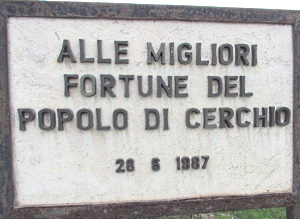 ALLE MIGLIORI
FORTUNE DEL
POPOLO DI CERCHIO
28 6 1987